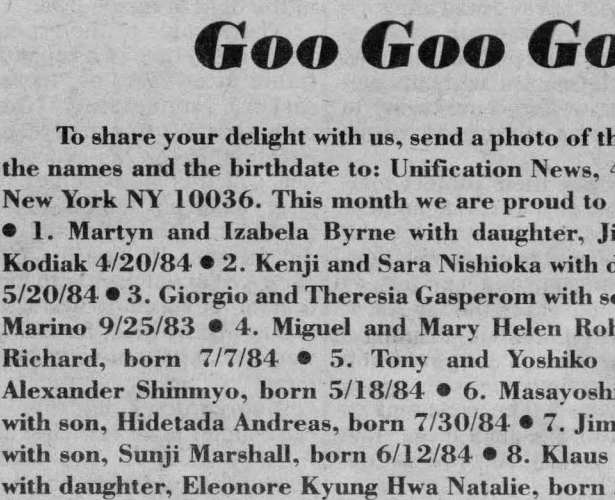 Goo Goo Go
To share your delight with us, send a photo of th
the names and the birthdate to: Unification News, 4
New York NY 10036. This month we are proud to
● 1. Martyn and Izabela Byrne with daughter, Ji
Kodiak 4/20/84 ● 2. Kenji and Sara Nishioka with d
5/20/84 ● 3. Giorgio and Theresia Gasperom with so
Marino 9/25/83 ● 4. Miguel and Mary Helen Rol
Richard, born 7/7/84 ● 5. Tony and Yoshiko
Alexander Shinmyo, born 5/18/84 ● 6. Masayoshi
with son, Hidetada Andreas, born 7/30/84 ● 7. Jim
with son, Sunji Marshall, born 6/12/84 ● 8. Klaus
with daughter, Eleonore Kyung Hwa Natalie, born